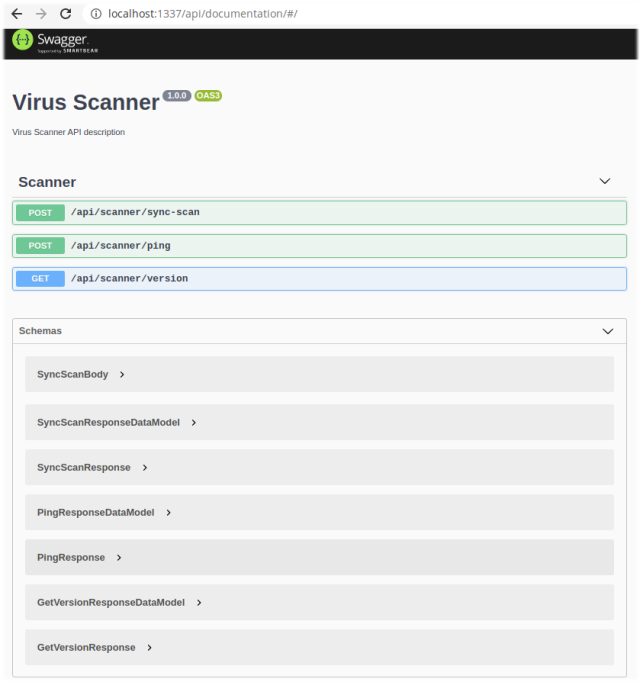 localhost:1337/api/documentation/#/
Swagger.
Supported by SMARTBEAR
Virus Scanner 1.0.0 OAS3
Virus Scanner API description
Scanner
POST /api/scanner/sync-scan
POST /api/scanner/ping
GET /api/scanner/version
Schemas
SyncScanBody
SyncScanResponseDataModel
SyncScanResponse
PingResponseDataModel
PingResponse
GetVersionResponseDataModel
GetVersionResponse